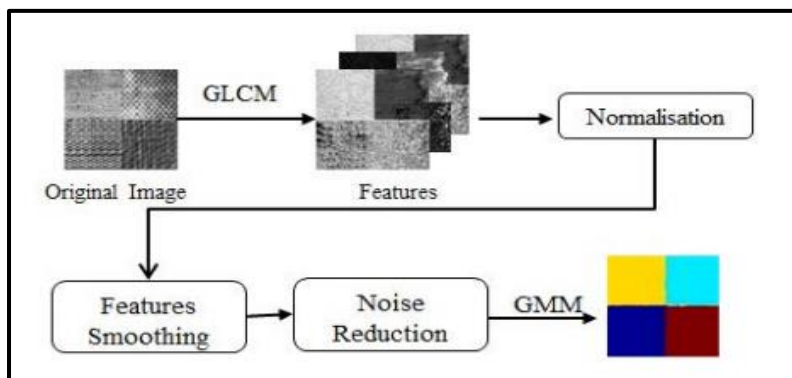 GLCM
Normalisation
Original Image
Features
Features
Smoothing
Noise
Reduction
GMM